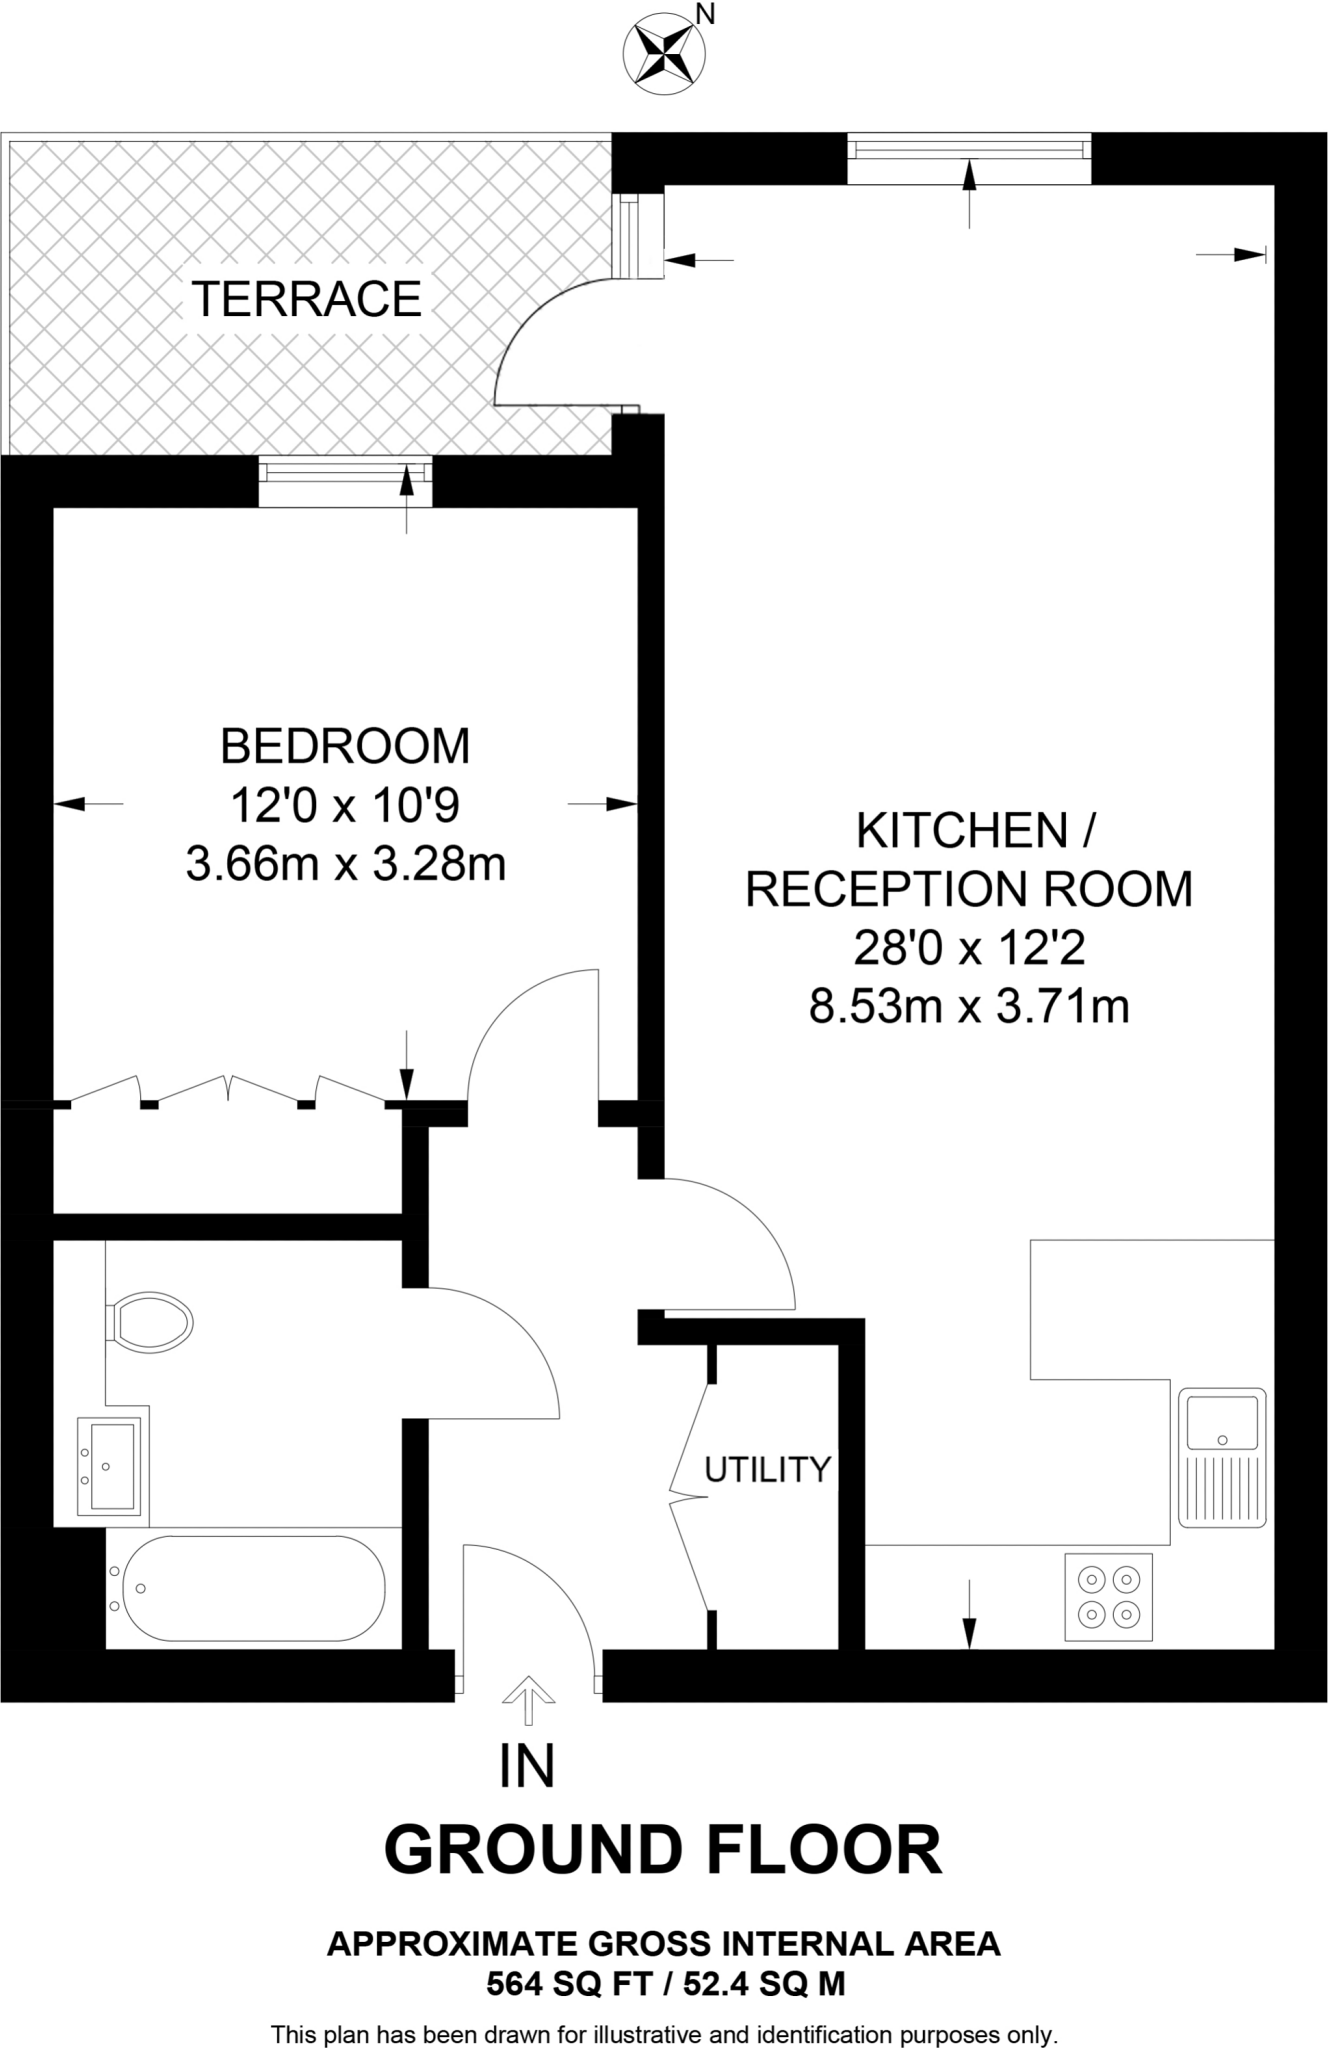 N
TERRACE
BEDROOM
12'0 x 10'9
3.66m x 3.28m
KITCHEN /
RECEPTION ROOM
28'0 x 12'2
8.53m x 3.71m
UTILITY
IN
GROUND FLOOR
APPROXIMATE GROSS INTERNAL AREA
564 SQ FT / 52.4 SQ M
This plan has been drawn for illustrative and identification purposes only.